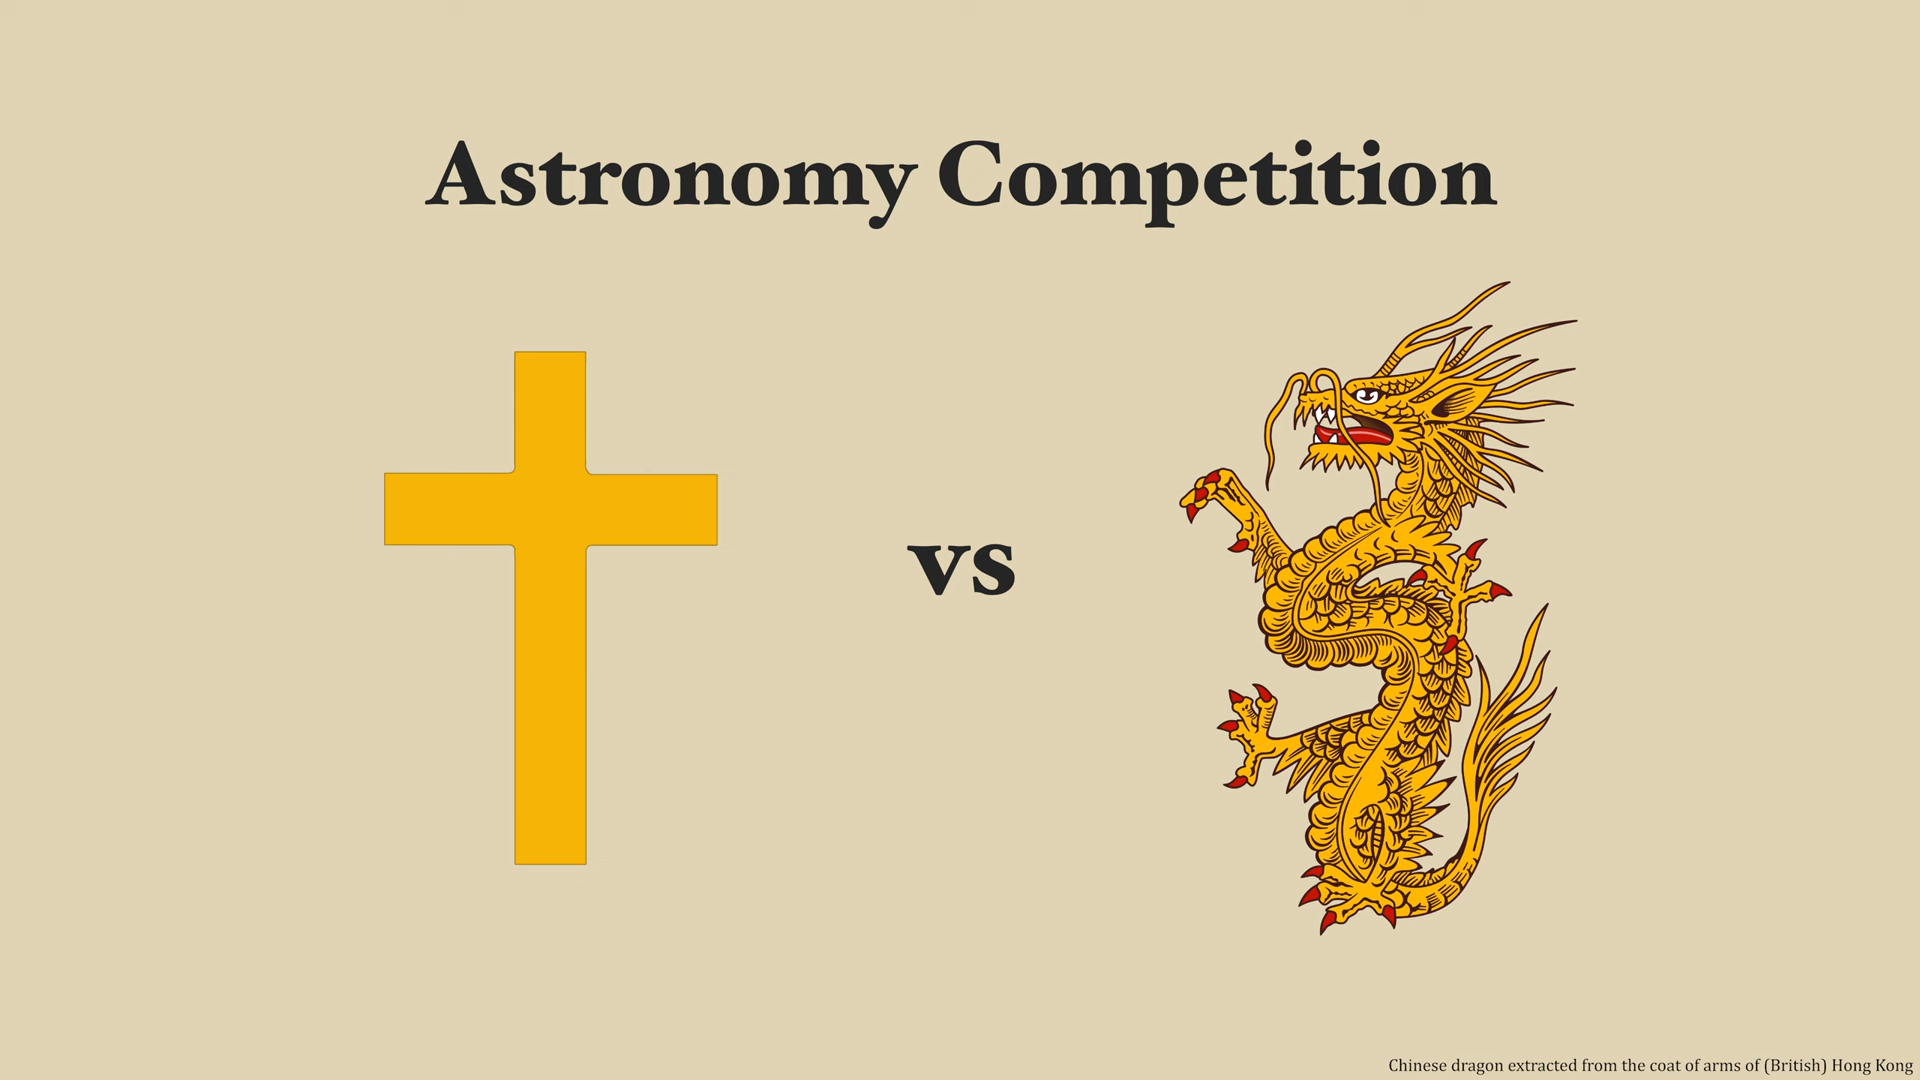 Astronomy Competition
vs
Chinese dragon extracted from the coat of arms of (British) Hong Kong